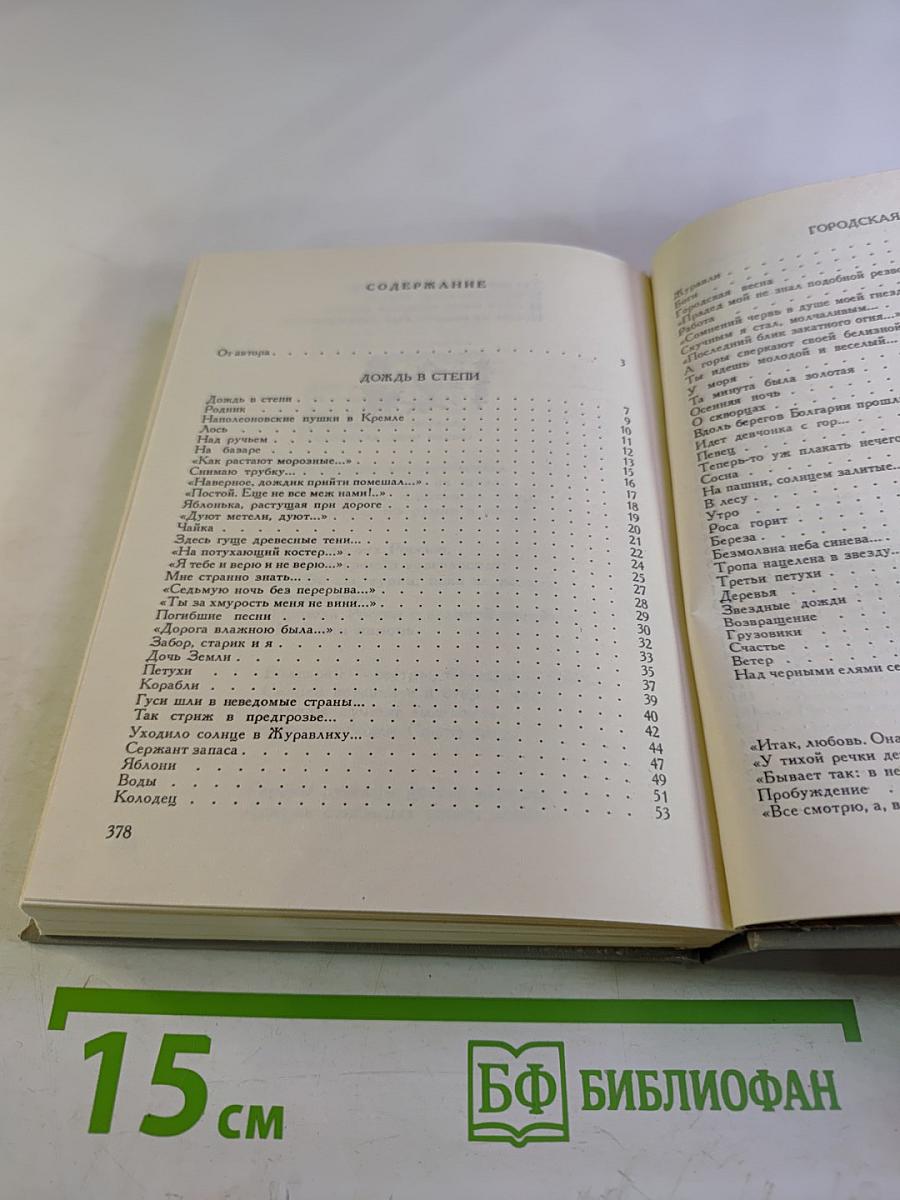 СОДЕРЖАНИЕ
От автора . . . 3
ДОЖДЬ В СТЕПИ
Дождь в степи . . . 7
Родник . . . 9
Наполеоновские пушки в Кремле . . . 10
Лось . . . 11
Над ручьем . . . 12
На базаре . . . 13
«Как растают морозные...» . . . 15
Снимаю трубку... . . . 16
«Наверное, дождик прийти помешал...» . . . 17
«Постой. Еще не все меж нами!..» . . . 18
Яблонька, растущая при дороге . . . 19
«Дуют метели, дуют...» . . . 20
Чайка . . . 21
Здесь гуще древесные тени... . . . 22
«На потухающий костер...» . . . 24
«Я тебе и верю и не верю...» . . . 25
Мне странно знать... . . . 27
«Седьмую ночь без перерыва...» . . . 28
«Ты за хмурость меня не вини...» . . . 29
Погибшие песни . . . 30
«Дорога влажною была...» . . . 32
Забор, старик и я . . . 33
Дочь Земли . . . 35
Петухи . . . 37
Корабли . . . 39
Гуси шли в неведомые страны... . . . 40
Так стриж в предгрозье... . . . 42
Уходило солнце в Журавлиху... . . . 44
Сержант запаса . . . 47
Яблони . . . 49
Воды . . . 51
Колодец . . . 53
378
ГОРОДСКАЯ
Журавли . . .
Боги . . .
Городская весна . . .
«Прадед мой не знал подобной резво
Работа . . .
«Сомнений червь в душе моей гнезд
Скучным я стал, молчаливым... . . .
«Последний блик закатного огня...»
А горы сверкают своей белизной
Ты идешь молодой и веселый...
У моря . . .
Та минута была золотая . . .
Осенняя ночь . . .
О скворцах . . .
Вдоль берегов Болгарии прошл
Идет девчонка с гор... . . .
Певец . . .
Теперь-то уж плакать нечего
Сосна . . .
На пашни, солнцем залитые...
В лесу . . .
Утро . . .
Роса горит . . .
Береза . . .
Безмолвна неба синева... . . .
Тропа нацелена в звезду...
Третьи петухи . . .
Деревья . . .
Звездные дожди . . .
Возвращение . . .
Грузовики . . .
Счастье . . .
Ветер . . .
Над черными елями се
«Итак, любовь. Она
«У тихой речки де
«Бывает так: в не
Пробуждение . . .
«Все смотрю, а, в
15 см
БФ БИБЛИОФАН